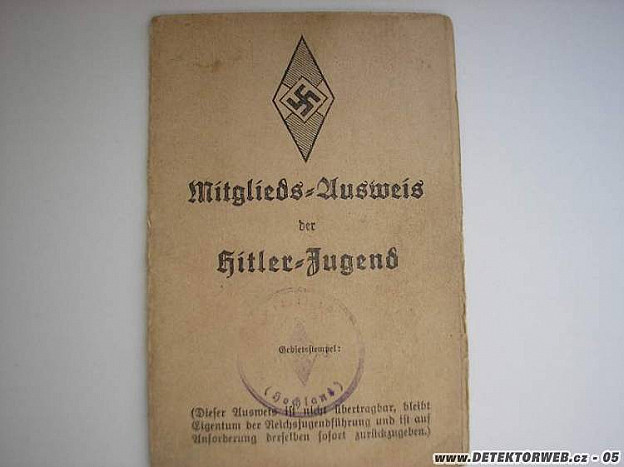 Mitglieds-Ausweis
der
Hitler-Jugend
Gebietsstempel:
(Hochland)
(Dieser Ausweis ist nicht übertragbar, bleibt
Eigentum der Reichsjugendführung und ist auf
Anforderung derselben sofort zurückzugeben.)
www.DETEKTORWEB.cz - 05